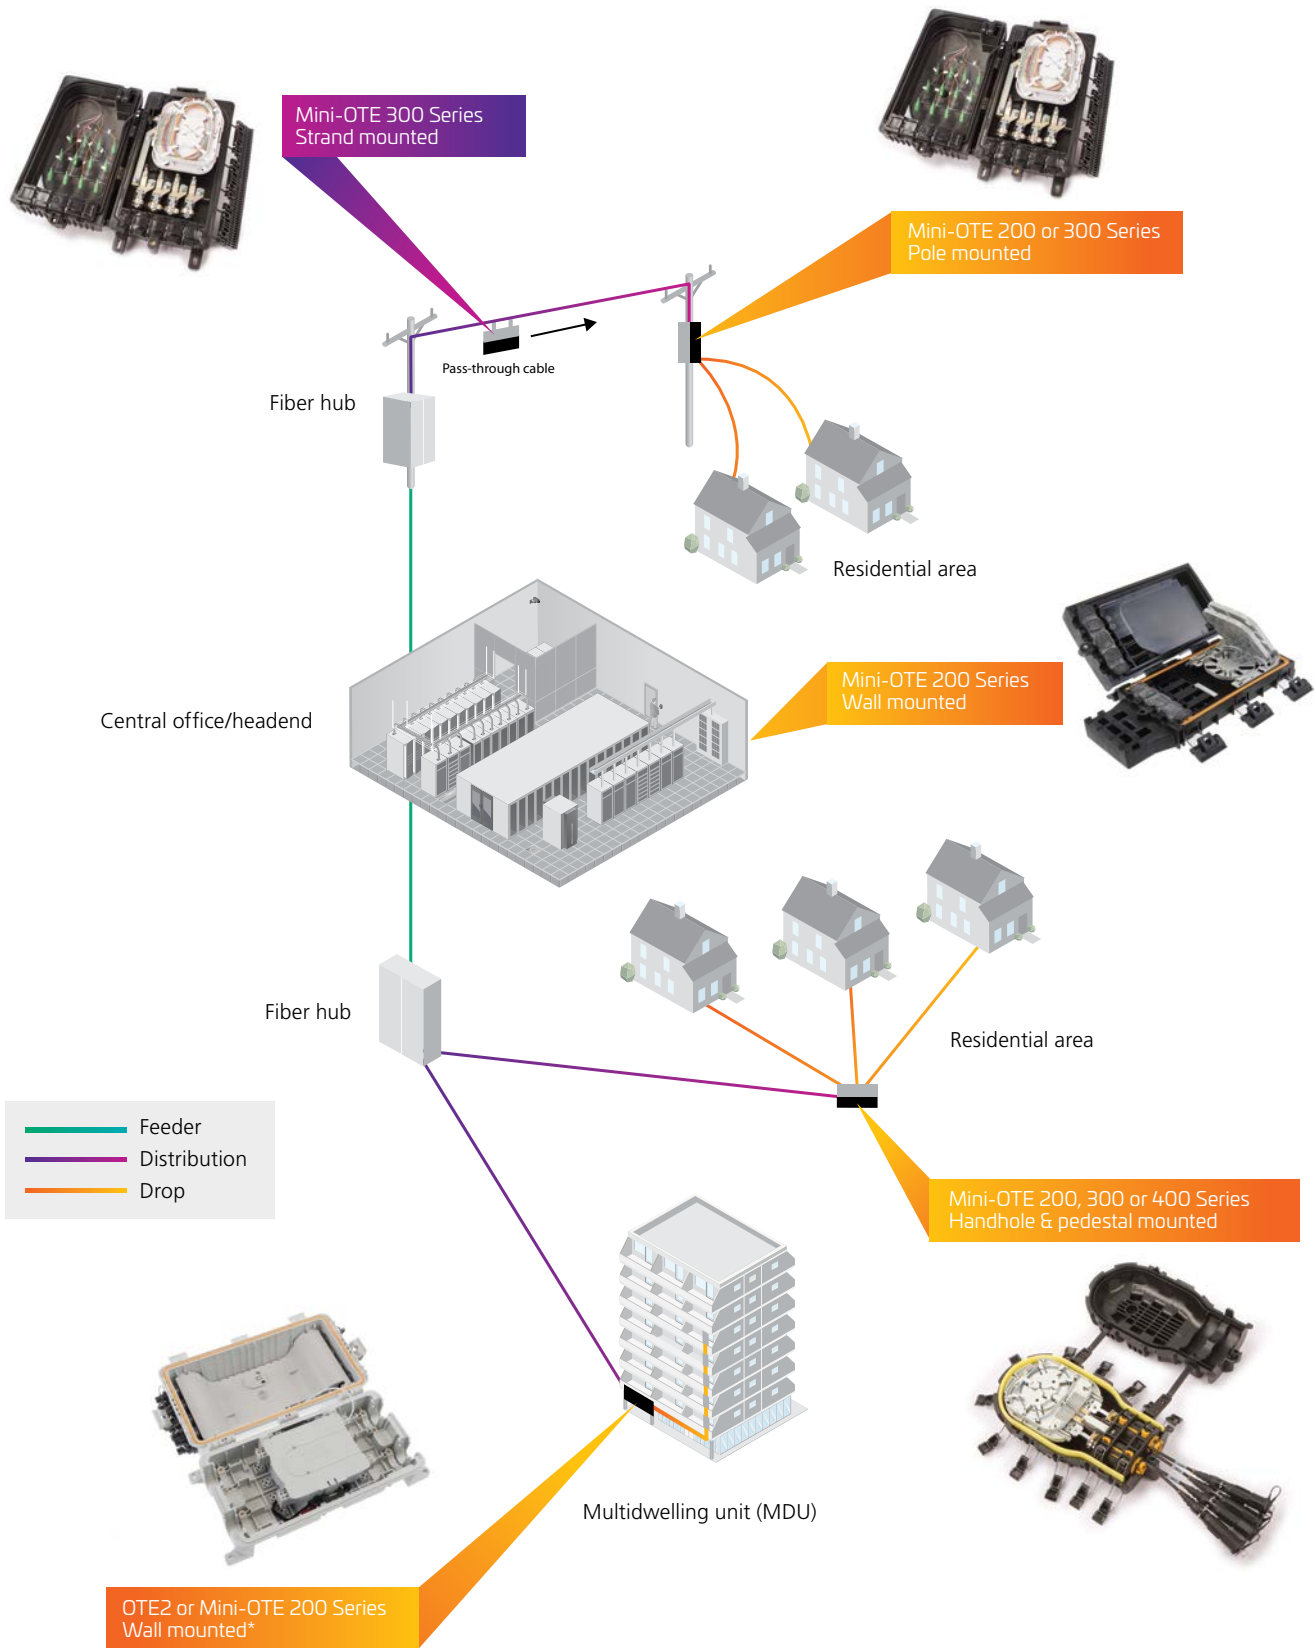 Mini-OTE 300 Series
Strand mounted
Mini-OTE 200 or 300 Series
Pole mounted
Pass-through cable
Fiber hub
Residential area
Mini-OTE 200 Series
Wall mounted
Central office/headend
Fiber hub
Residential area
Feeder
Distribution
Drop
Mini-OTE 200, 300 or 400 Series
Handhole & pedestal mounted
Multidwelling unit (MDU)
OTE2 or Mini-OTE 200 Series
Wall mounted*